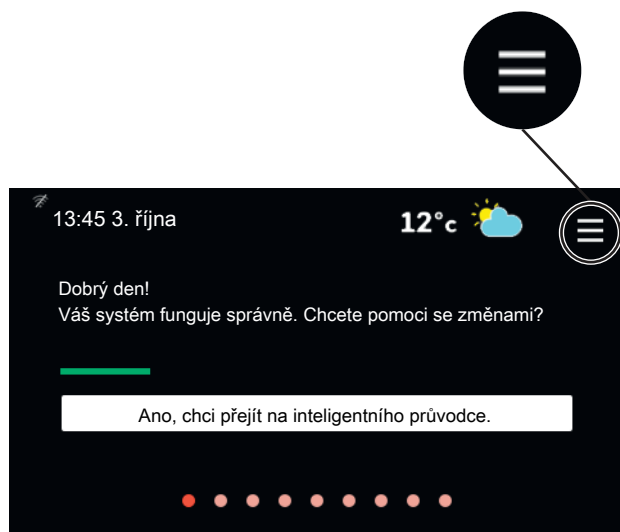 13:45 3. října
12°c
Dobrý den!
Váš systém funguje správně. Chcete pomoci se změnami?
Ano, chci přejít na inteligentního průvodce.